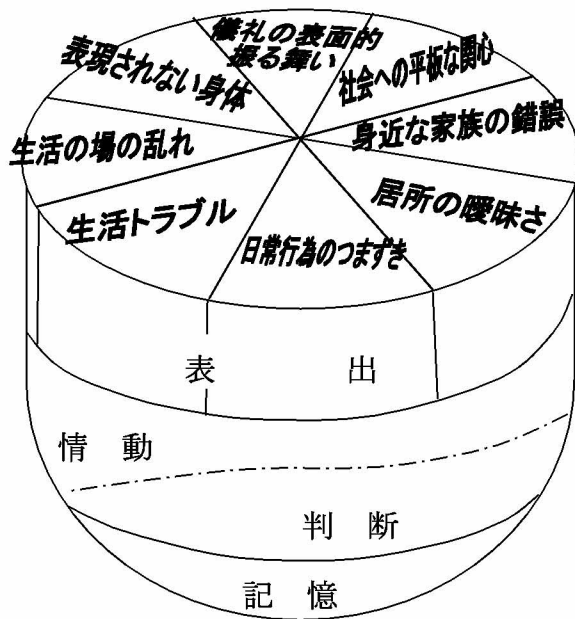 儀礼の表面的
振る舞い
社会への平板な関心
表現されない身体
身近な家族の錯誤
生活の場の乱れ
居所の曖昧さ
生活トラブル
日常行為のつまずき
表 出
情 動
判 断
記 憶